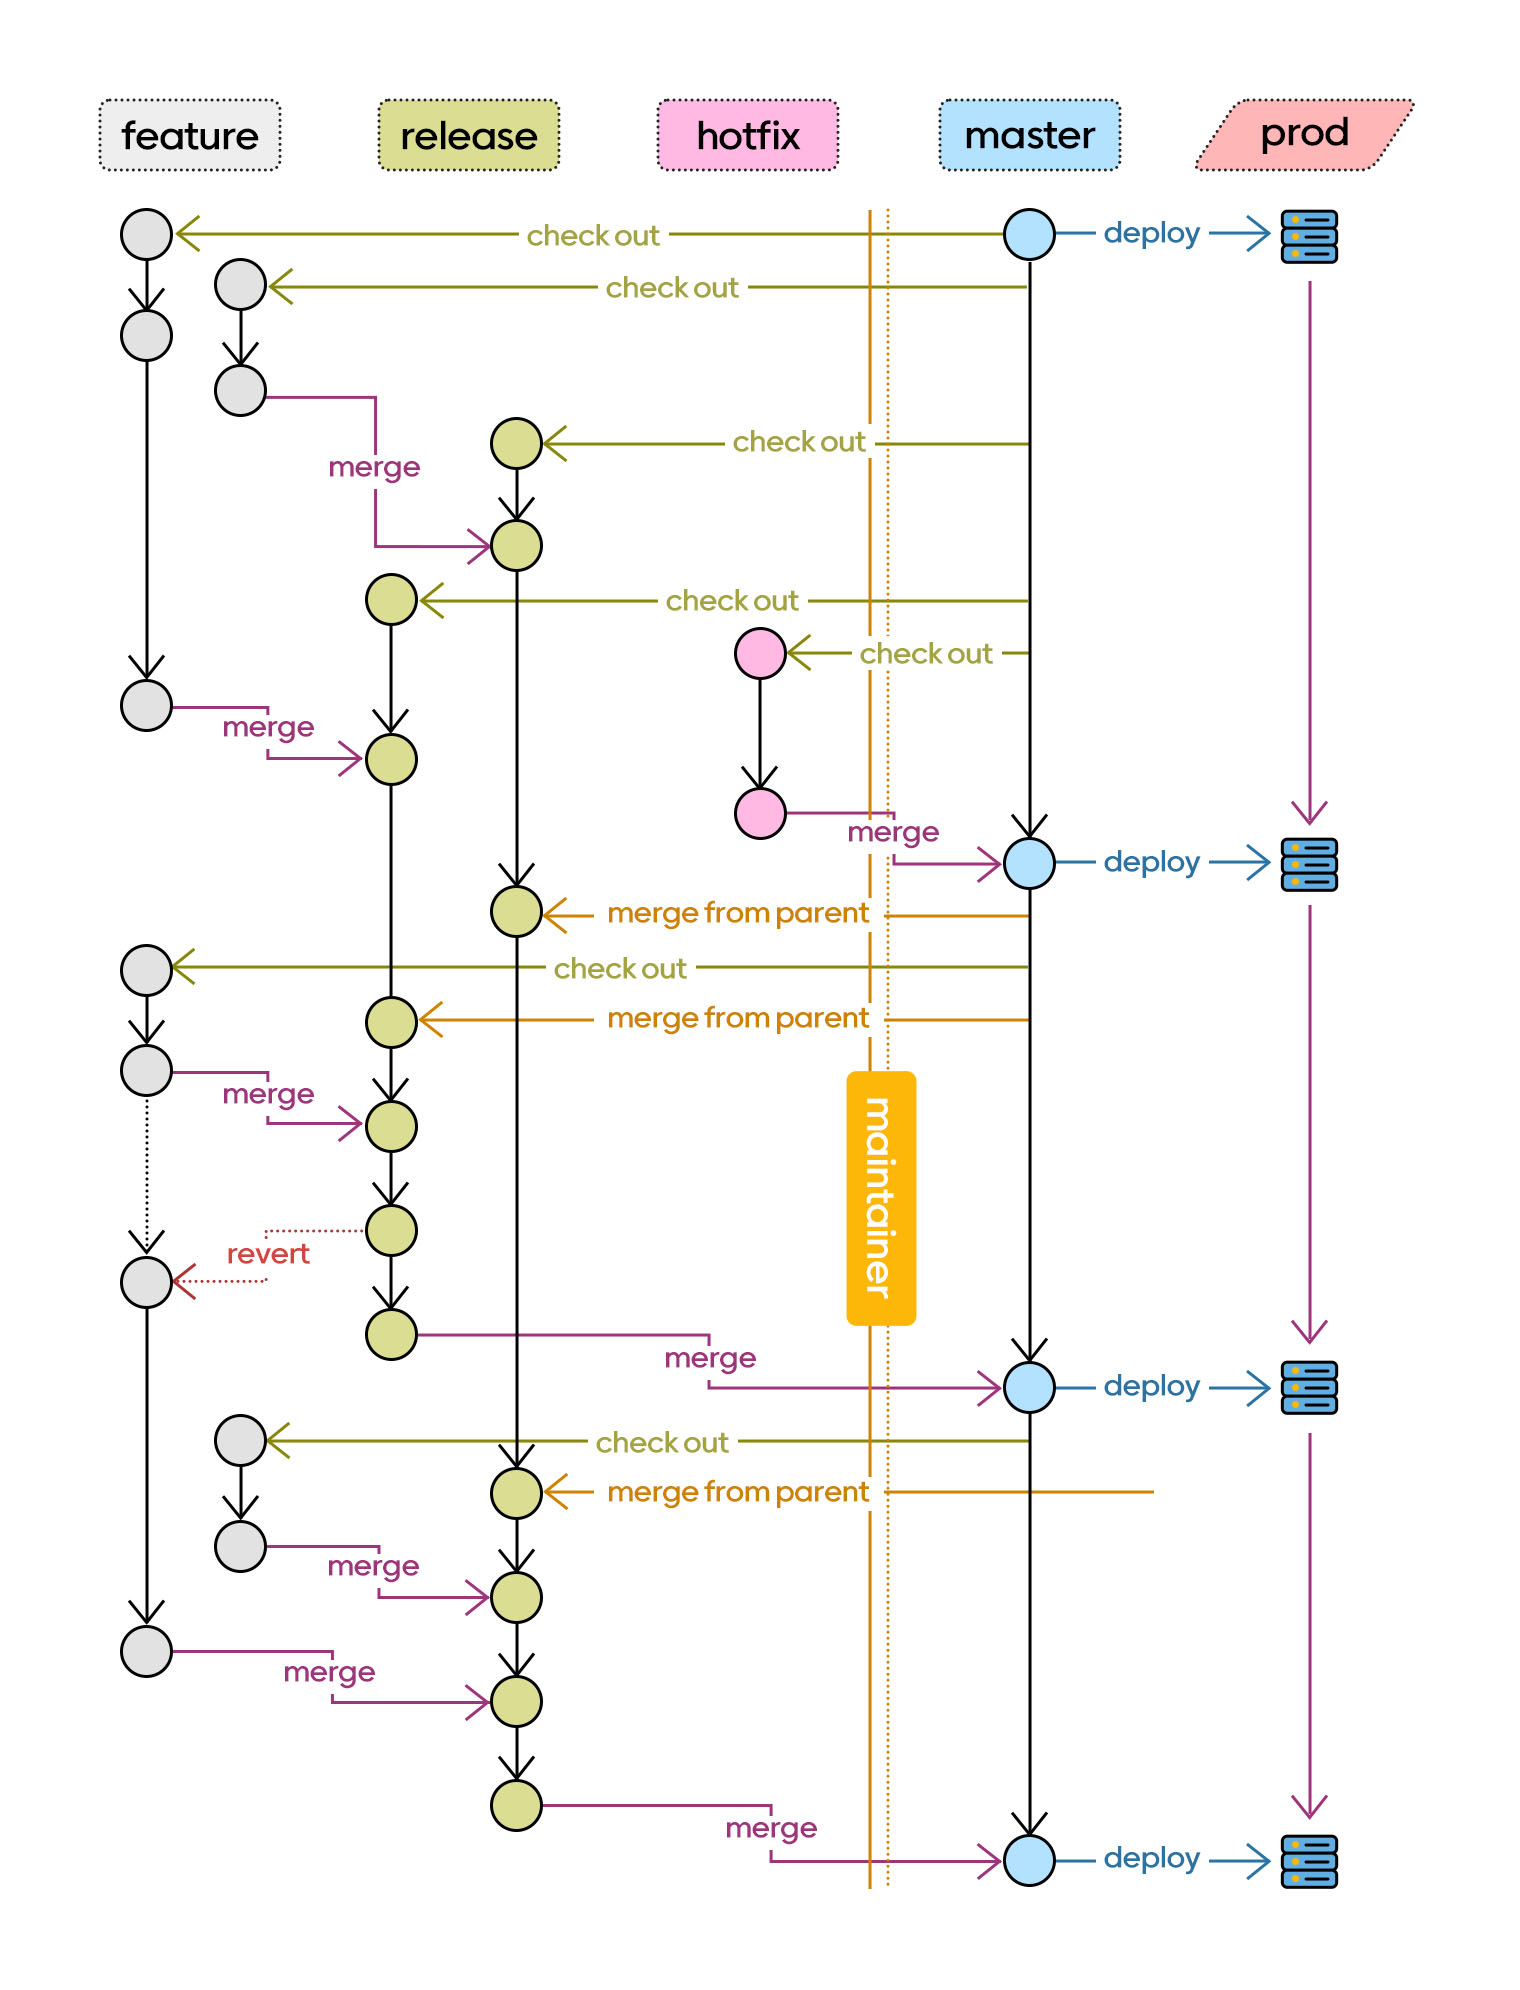 feature
release
hotfix
master
prod
check out
deploy
check out
check out
merge
check out
check out
merge
merge
deploy
merge from parent
check out
merge from parent
merge
maintainer
revert
merge
deploy
check out
merge from parent
merge
merge
merge
deploy